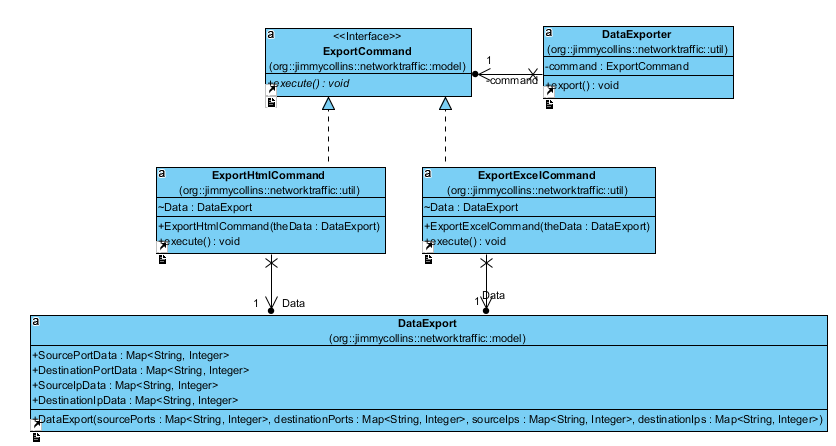 a
<<Interface>>
ExportCommand
(org::jimmycollins::networktraffic::model)
+execute() : void
a
DataExporter
(org::jimmycollins::networktraffic::util)
-command : ExportCommand
+export() : void
1
-command
a
ExportHtmlCommand
(org::jimmycollins::networktraffic::util)
~Data : DataExport
+ExportHtmlCommand(theData : DataExport)
+execute() : void
a
ExportExcelCommand
(org::jimmycollins::networktraffic::util)
~Data : DataExport
+ExportExcelCommand(theData : DataExport)
+execute() : void
1
Data
1
Data
a
DataExport
(org::jimmycollins::networktraffic::model)
+SourcePortData : Map<String, Integer>
+DestinationPortData : Map<String, Integer>
+SourceIpData : Map<String, Integer>
+DestinationIpData : Map<String, Integer>
+DataExport(sourcePorts : Map<String, Integer>, destinationPorts : Map<String, Integer>, sourceIps : Map<String, Integer>, destinationIps : Map<String, Integer>)